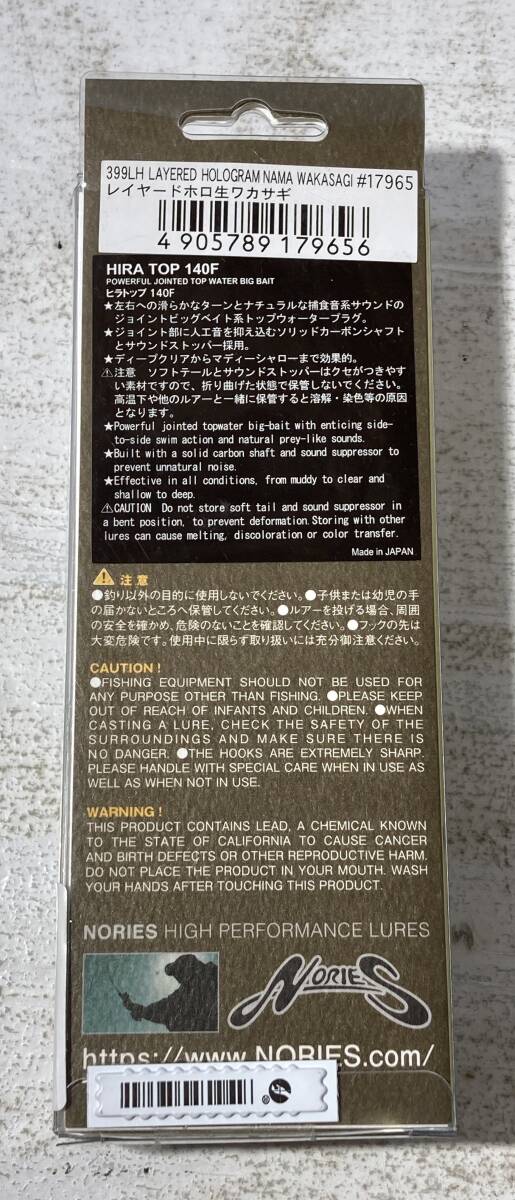 399LH LAYERED HOLOGRAM NAMA WAKASAGI #17965
レイヤードホロ生ワカサギ
4 905789 179656
HIRA TOP 140F
POWERFUL JOINTED TOP WATER BIG BAIT
ヒラトップ 140F
★左右への滑らかなターンとナチュラルな捕食音系サウンドの
ジョイントビッグベイト系トップウォータープラグ。
★ジョイント部に人工音を抑え込むソリッドカーボンシャフト
とサウンドストッパー採用。
★ディープクリアからマディーシャローまで効果的。
⚠注意 ソフトテールとサウンドストッパーはクセがつきやす
い素材ですので、折り曲げた状態で保管しないでください。
高温下や他のルアーと一緒に保管すると溶解・染色等の原因
となります。
★Powerful jointed topwater big-bait with enticing side-
to-side swim action and natural prey-like sounds.
★Built with a solid carbon shaft and sound suppressor to
prevent unnatural noise.
★Effective in all conditions, from muddy to clear and
shallow to deep.
⚠CAUTION Do not store soft tail and sound suppressor in
a bent position, to prevent deformation.Storing with other
lures can cause melting, discoloration or color transfer.
Made in JAPAN
⚠ 注意
●釣り以外の目的に使用しないでください。●子供または幼児の手
の届かないところへ保管してください。●ルアーを投げる場合、周囲
の安全を確かめ、危険のないことを確認してください。●フックの先は
大変危険です。使用中に限らず取り扱いには充分御注意ください。
CAUTION !
●FISHING EQUIPMENT SHOULD NOT BE USED FOR
ANY PURPOSE OTHER THAN FISHING. ●PLEASE KEEP
OUT OF REACH OF INFANTS AND CHILDREN. ●WHEN
CASTING A LURE, CHECK THE SAFETY OF THE
SURROUNDINGS AND MAKE SURE THERE IS
NO DANGER. ●THE HOOKS ARE EXTREMELY SHARP.
PLEASE HANDLE WITH SPECIAL CARE WHEN IN USE AS
WELL AS WHEN NOT IN USE.
WARNING !
THIS PRODUCT CONTAINS LEAD, A CHEMICAL KNOWN
TO THE STATE OF CALIFORNIA TO CAUSE CANCER
AND BIRTH DEFECTS OR OTHER REPRODUCTIVE HARM.
DO NOT PLACE THE PRODUCT IN YOUR MOUTH. WASH
YOUR HANDS AFTER TOUCHING THIS PRODUCT.
NORIES HIGH PERFORMANCE LURES
NORIES
https://www.NORIES.com/